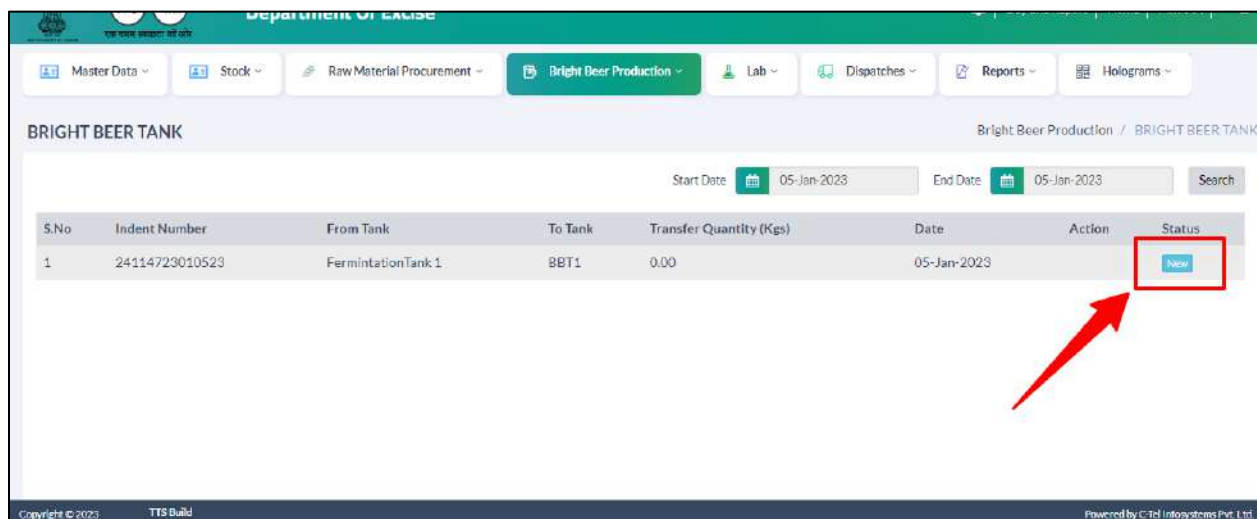 Department Of Excise
Master Data
Stock
Raw Material Procurement
Bright Beer Production
Lab
Dispatches
Reports
Holograms
BRIGHT BEER TANK
Bright Beer Production / BRIGHT BEER TANK
Start Date 05-Jan-2023 End Date 05-Jan-2023 Search
S.No Indent Number From Tank To Tank Transfer Quantity (Kgs) Date Action Status
1 24114723010523 FermintationTank 1 BBT1 0.00 05-Jan-2023 New
Copyright © 2023 TTS Build Powered by C-Tel Infosystems Pvt. Ltd.